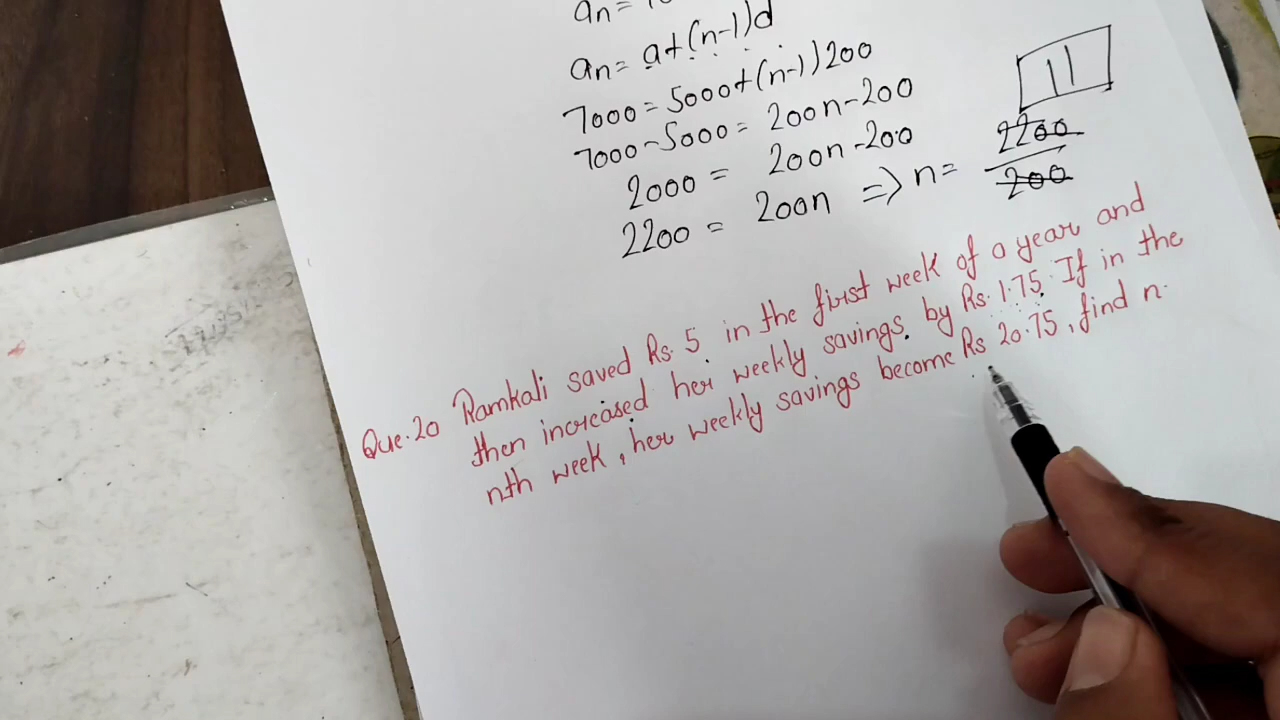 an=
an= a+(n-1)d
7000 = 5000+(n-1)200
7000-5000 = 200n-200
2000 = 200n-200
2200 = 200n => n= 2200/200
11
Que.20 Ramkali saved Rs. 5 in the first week of a year and
then increased her weekly savings by Rs. 1.75. If in the
nth week, her weekly savings become Rs 20.75, find n.